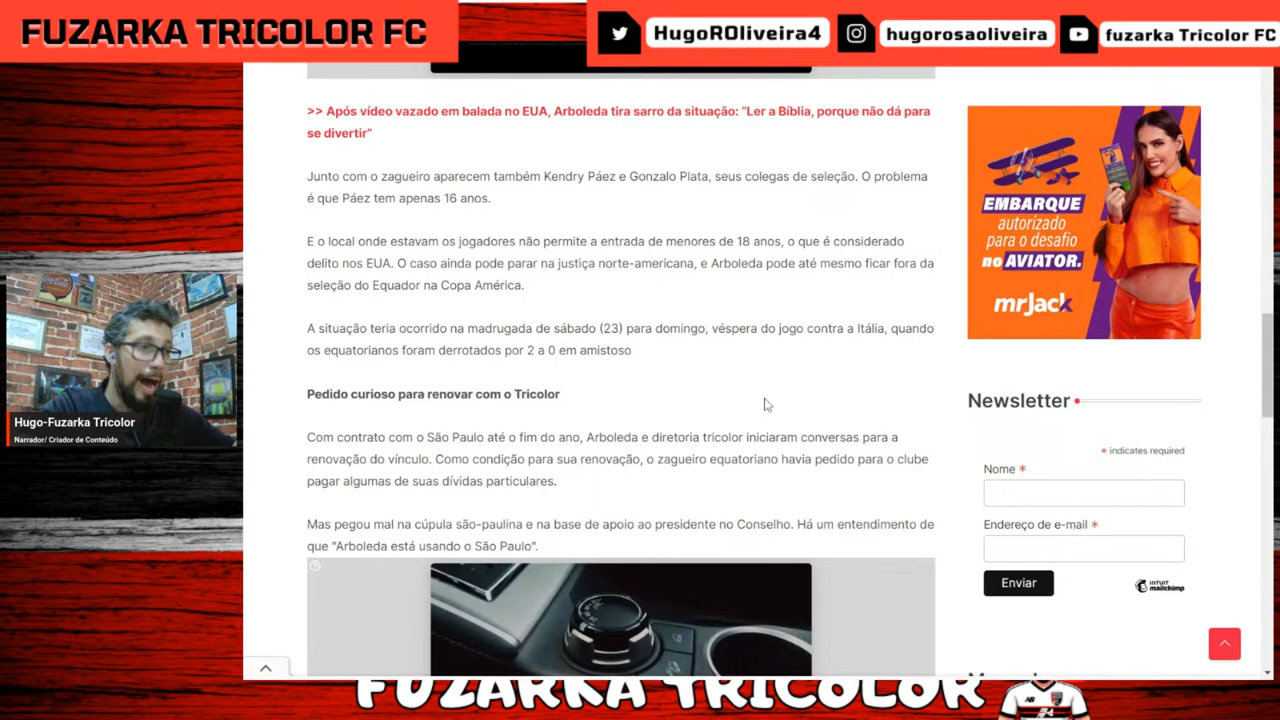 FUZARKA TRICOLOR FC
HugoROliveira4
hugorosaoliveira
fuzarka Tricolor FC
>> Após vídeo vazado em balada no EUA, Arboleda tira sarro da situação: “Ler a Bíblia, porque não dá para
se divertir”
Junto com o zagueiro aparecem também Kendry Páez e Gonzalo Plata, seus colegas de seleção. O problema
é que Páez tem apenas 16 anos.
E o local onde estavam os jogadores não permite a entrada de menores de 18 anos, o que é considerado
delito nos EUA. O caso ainda pode parar na justiça norte-americana, e Arboleda pode até mesmo ficar fora da
seleção do Equador na Copa América.
A situação teria ocorrido na madrugada de sábado (23) para domingo, véspera do jogo contra a Itália, quando
os equatorianos foram derrotados por 2 a 0 em amistoso
Pedido curioso para renovar com o Tricolor
Com contrato com o São Paulo até o fim do ano, Arboleda e diretoria tricolor iniciaram conversas para a
renovação do vínculo. Como condição para sua renovação, o zagueiro equatoriano havia pedido para o clube
pagar algumas de suas dívidas particulares.
Mas pegou mal na cúpula são-paulina e na base de apoio ao presidente no Conselho. Há um entendimento de
que "Arboleda está usando o São Paulo".
EMBARQUE
autorizado
para o desafio
no AVIATOR.
mrJack
Newsletter
* indicates required
Nome *
Endereço de e-mail *
Enviar
INTUIT
mailchimp
Hugo-Fuzarka Tricolor
Narrador/ Criador de Conteúdo
FUZARKA TRICOLOR